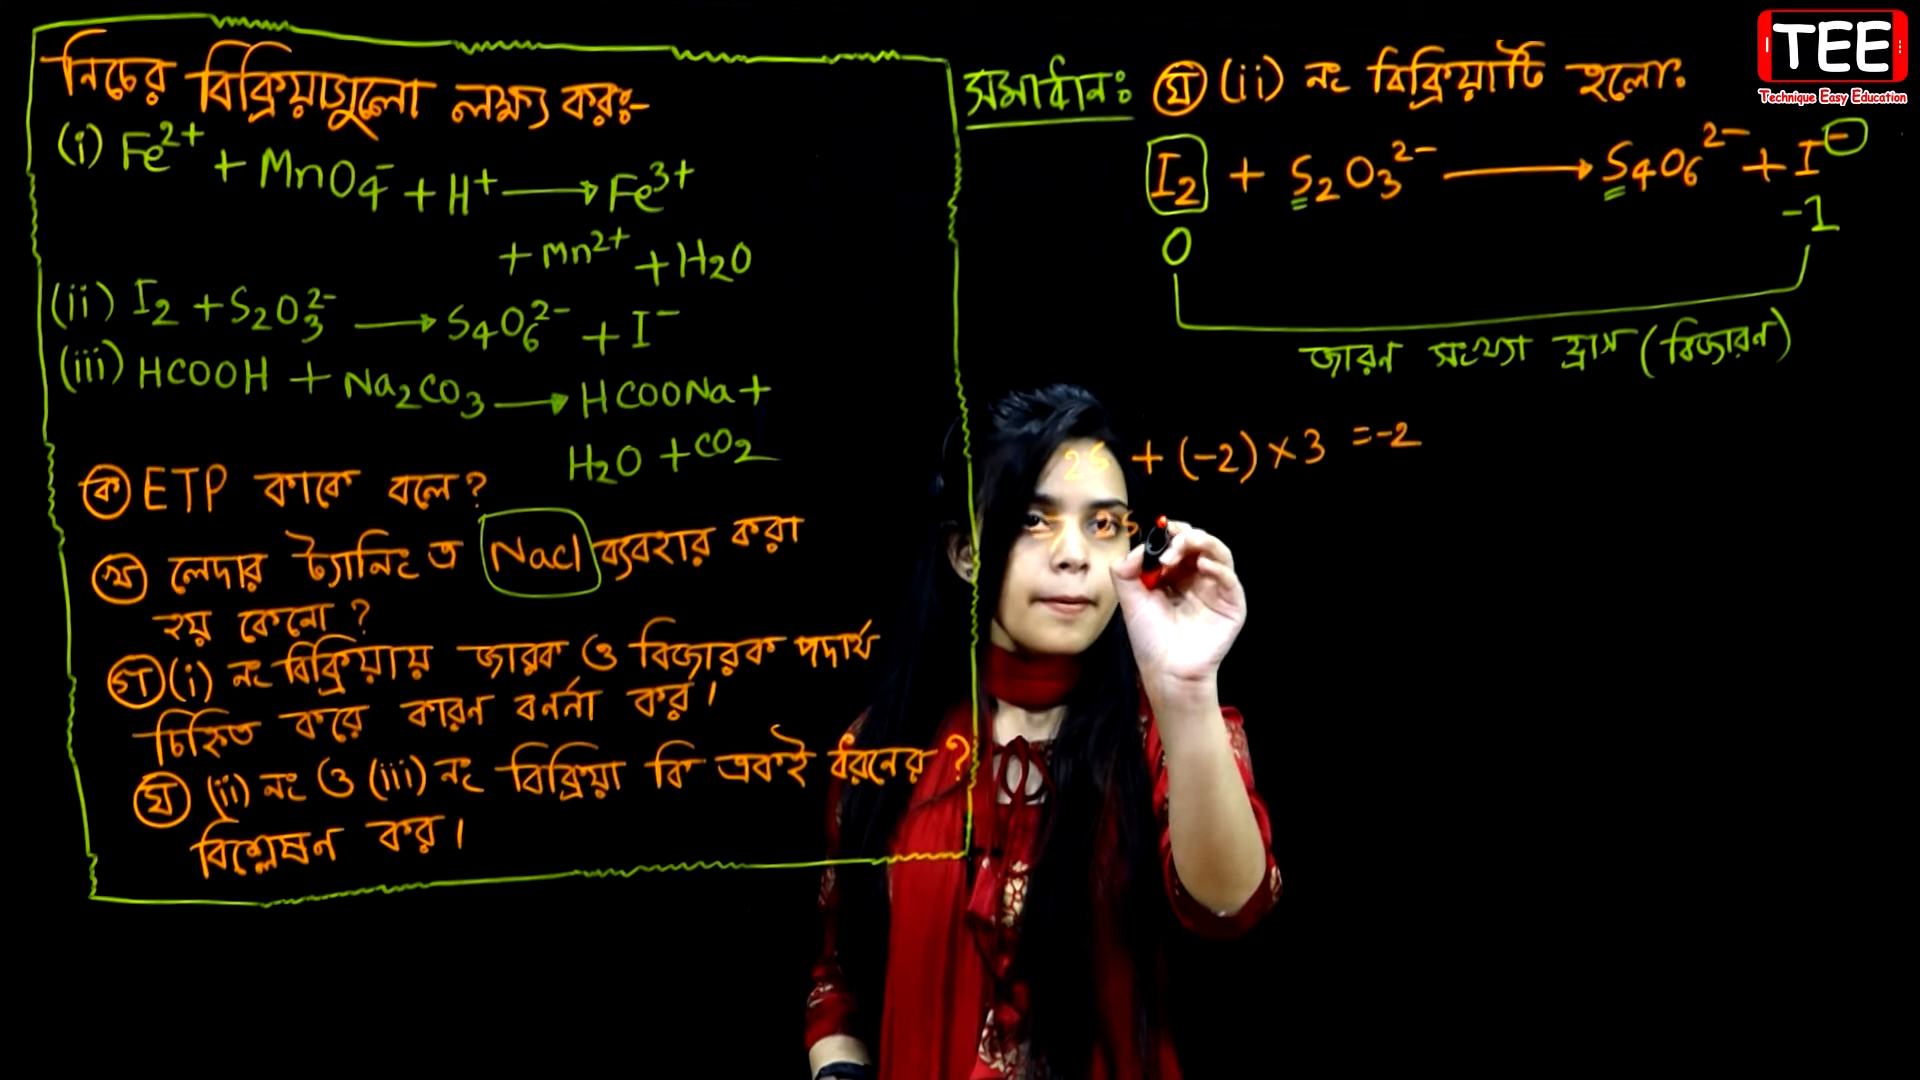 নিচের বিক্রিয়াগুলো লক্ষ্য কর:-
(i) Fe²⁺ + MnO₄⁻ + H⁺ ⟶ Fe³⁺
+ Mn²⁺ + H₂O
(ii) I₂ + S₂O₃²⁻ ⟶ S₄O₆²⁻ + I⁻
(iii) HCOOH + Na₂CO₃ ⟶ HCOONa +
H₂O + CO₂
(ক) ETP কাকে বলে?
(খ) লেদার ট্যানিং এ NaCl ব্যবহার করা
হয় কেনো?
(গ) (i) নং বিক্রিয়ায় জারক ও বিজারক পদার্থ
চিহ্নিত করে কারন বর্ননা কর।
(ঘ) (ii) নং ও (iii) নং বিক্রিয়া কি একই ধরনের?
বিশ্লেষন কর।
সমাধান: (ঘ) (ii) নং বিক্রিয়াটি হলো:
I₂ + S₂O₃²⁻ ⟶ S₄O₆²⁻ + I⁻
0 -1
জারন সংখ্যা হ্রাস (বিজারন)
2S + (-2) × 3 = -2
TEE
Technique Easy Education